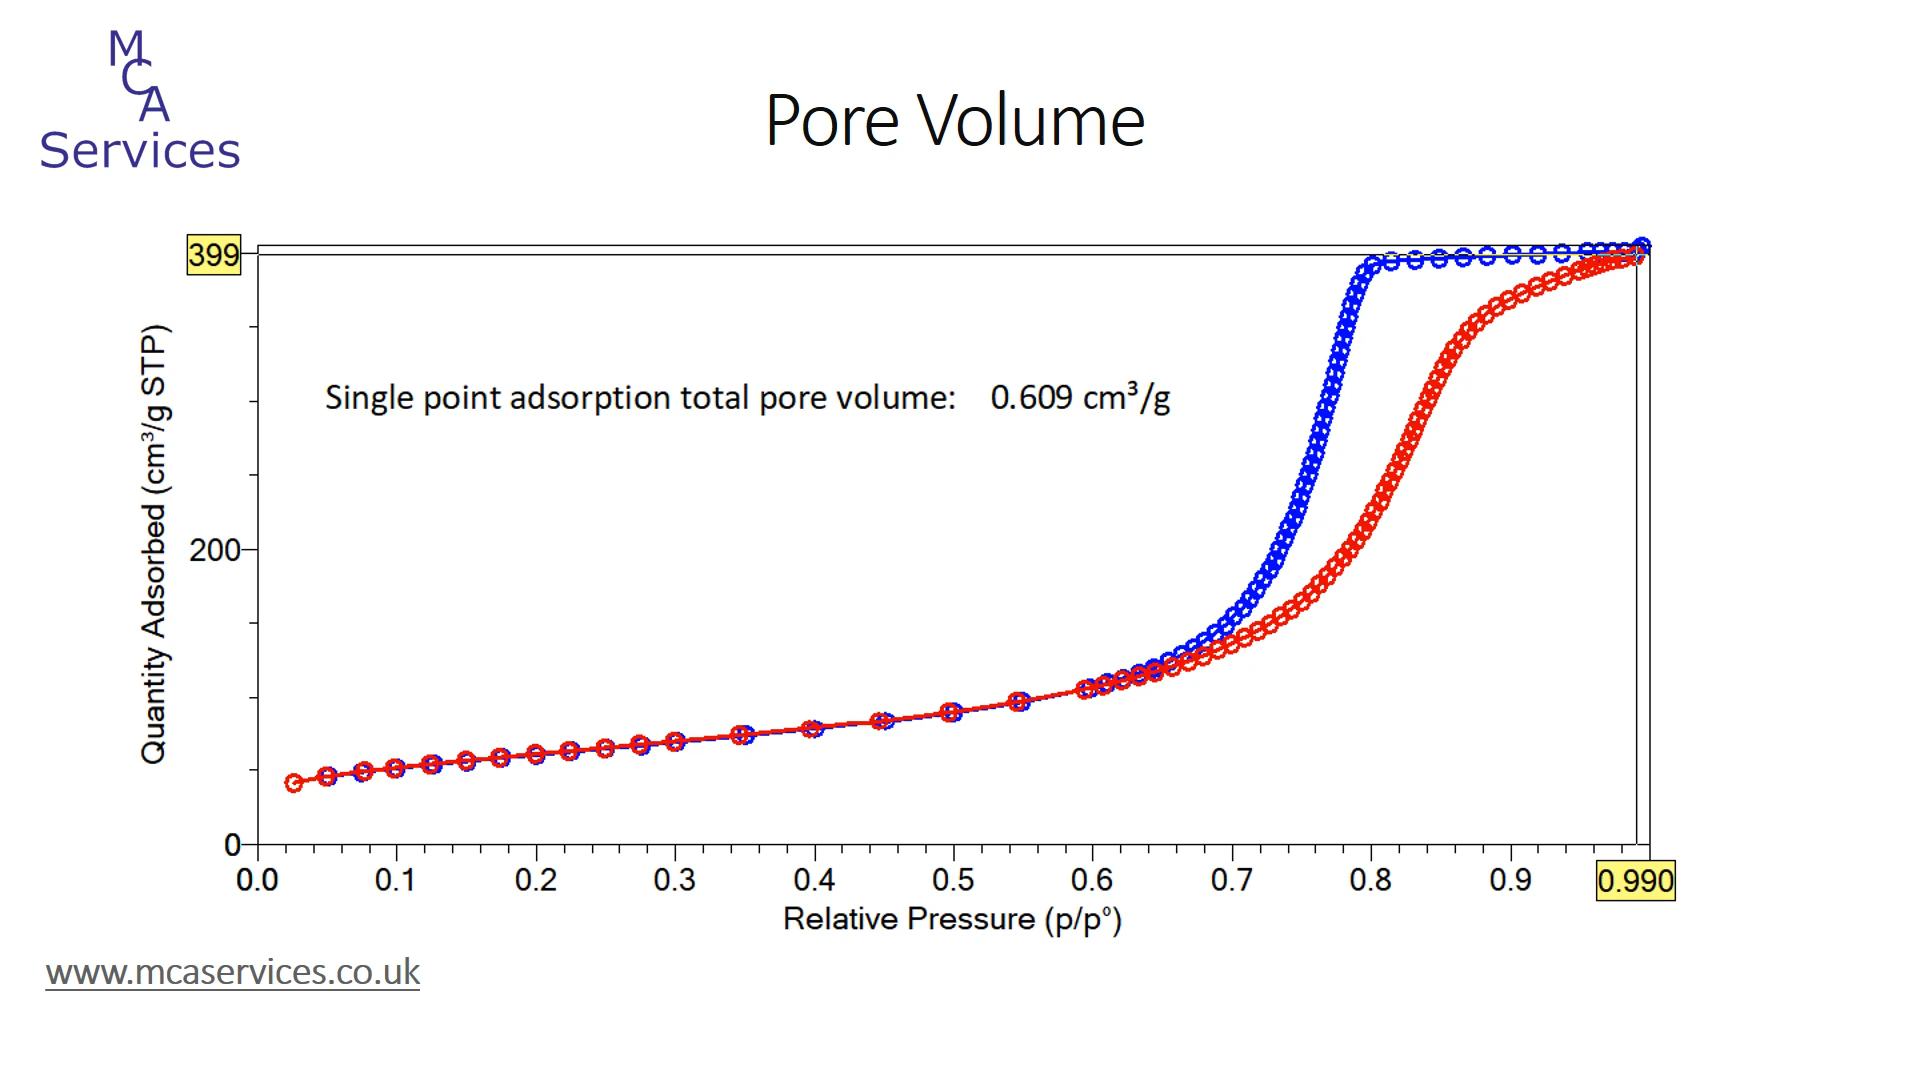 M
C
A
Services
Pore Volume
399
Single point adsorption total pore volume: 0.609 cm³/g
Quantity Adsorbed (cm³/g STP)
200
0
0.0 0.1 0.2 0.3 0.4 0.5 0.6 0.7 0.8 0.9 0.990
Relative Pressure (p/p°)
www.mcaservices.co.uk